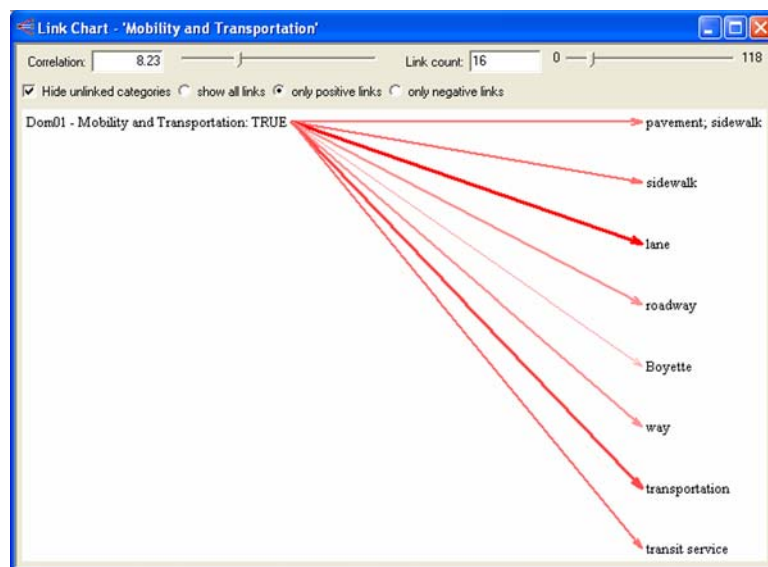 Link Chart - 'Mobility and Transportation'
Correlation: 8.23 Link count: 16 0 118
Hide unlinked categories show all links only positive links only negative links
Dom01 - Mobility and Transportation: TRUE pavement; sidewalk
sidewalk
lane
roadway
Boyette
way
transportation
transit service